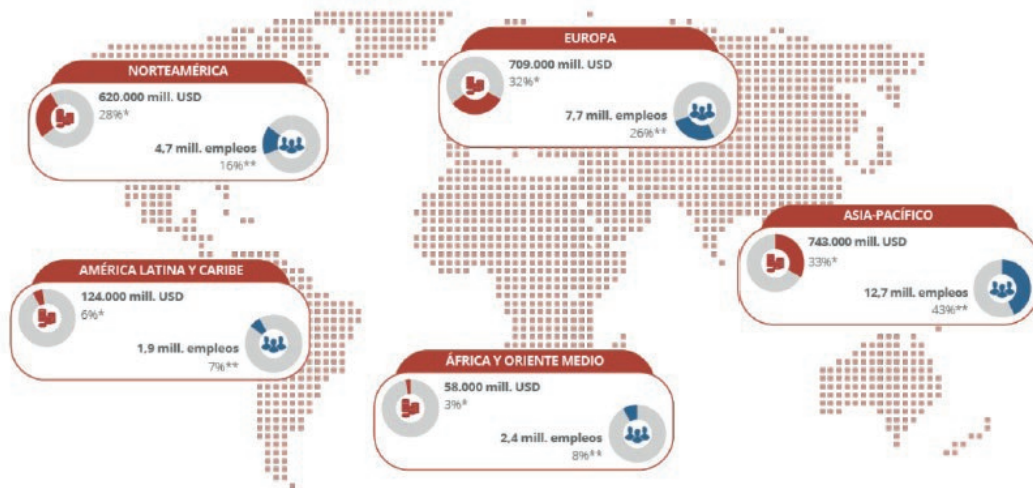 NORTEAMÉRICA
620.000 mill. USD
28%*
4,7 mill. empleos
16%**
EUROPA
709.000 mill. USD
32%*
7,7 mill. empleos
26%**
ASIA-PACÍFICO
743.000 mill. USD
33%*
12,7 mill. empleos
43%**
AMÉRICA LATINA Y CARIBE
124.000 mill. USD
6%*
1,9 mill. empleos
7%**
ÁFRICA Y ORIENTE MEDIO
58.000 mill. USD
3%*
2,4 mill. empleos
8%**